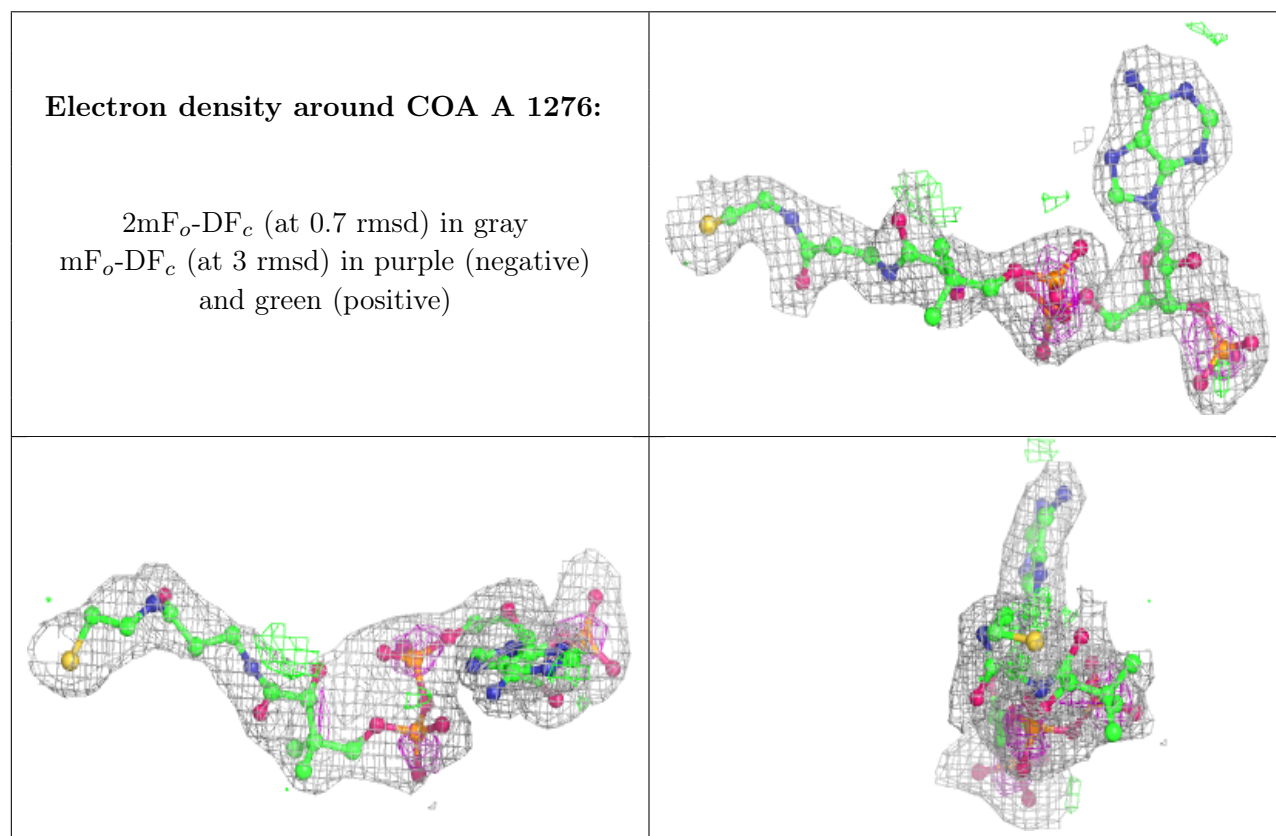 Electron density around COA A 1276:
2mFo-DFc (at 0.7 rmsd) in gray
mFo-DFc (at 3 rmsd) in purple (negative)
and green (positive)